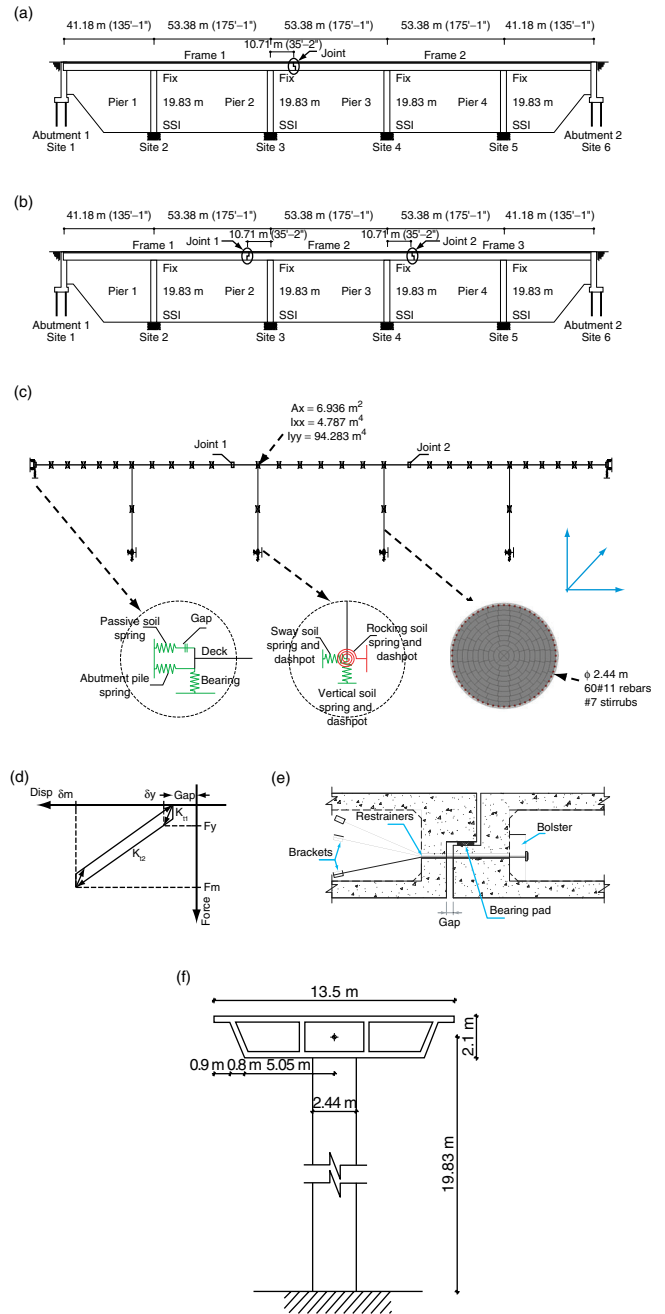 (a)
41.18 m (135′–1″) 53.38 m (175′–1″) 53.38 m (175′–1″) 53.38 m (175′–1″) 41.18 m (135′–1″)
10.71 m (35′–2″)
Frame 1 Joint Frame 2
Fix Fix Fix Fix
Pier 1 19.83 m Pier 2 19.83 m Pier 3 19.83 m Pier 4 19.83 m
SSI SSI SSI SSI
Abutment 1 Abutment 2
Site 1 Site 2 Site 3 Site 4 Site 5 Site 6
(b)
41.18 m (135′–1″) 53.38 m (175′–1″) 53.38 m (175′–1″) 53.38 m (175′–1″) 41.18 m (135′–1″)
10.71 m (35′–2″) 10.71 m (35′–2″)
Frame 1 Joint 1 Frame 2 Joint 2 Frame 3
Fix Fix Fix Fix
Pier 1 19.83 m Pier 2 19.83 m Pier 3 19.83 m Pier 4 19.83 m
SSI SSI SSI SSI
Abutment 1 Abutment 2
Site 1 Site 2 Site 3 Site 4 Site 5 Site 6
(c)
Ax = 6.936 m²
Ixx = 4.787 m⁴
Iyy = 94.283 m⁴
Joint 1 Joint 2
Passive soil
spring
Gap
Deck
Abutment pile
spring
Bearing
Sway soil
spring and
dashpot
Rocking soil
spring and
dashpot
Vertical soil
spring and
dashpot
ϕ 2.44 m
60#11 rebars
#7 stirrubs
(d)
Disp δm δy Gap
Kt1
Fy
Kt2
Fm
Force
(e)
Restrainers
Bolster
Brackets
Bearing pad
Gap
(f)
13.5 m
2.1 m
0.9 m 0.8 m 5.05 m
2.44 m
19.83 m